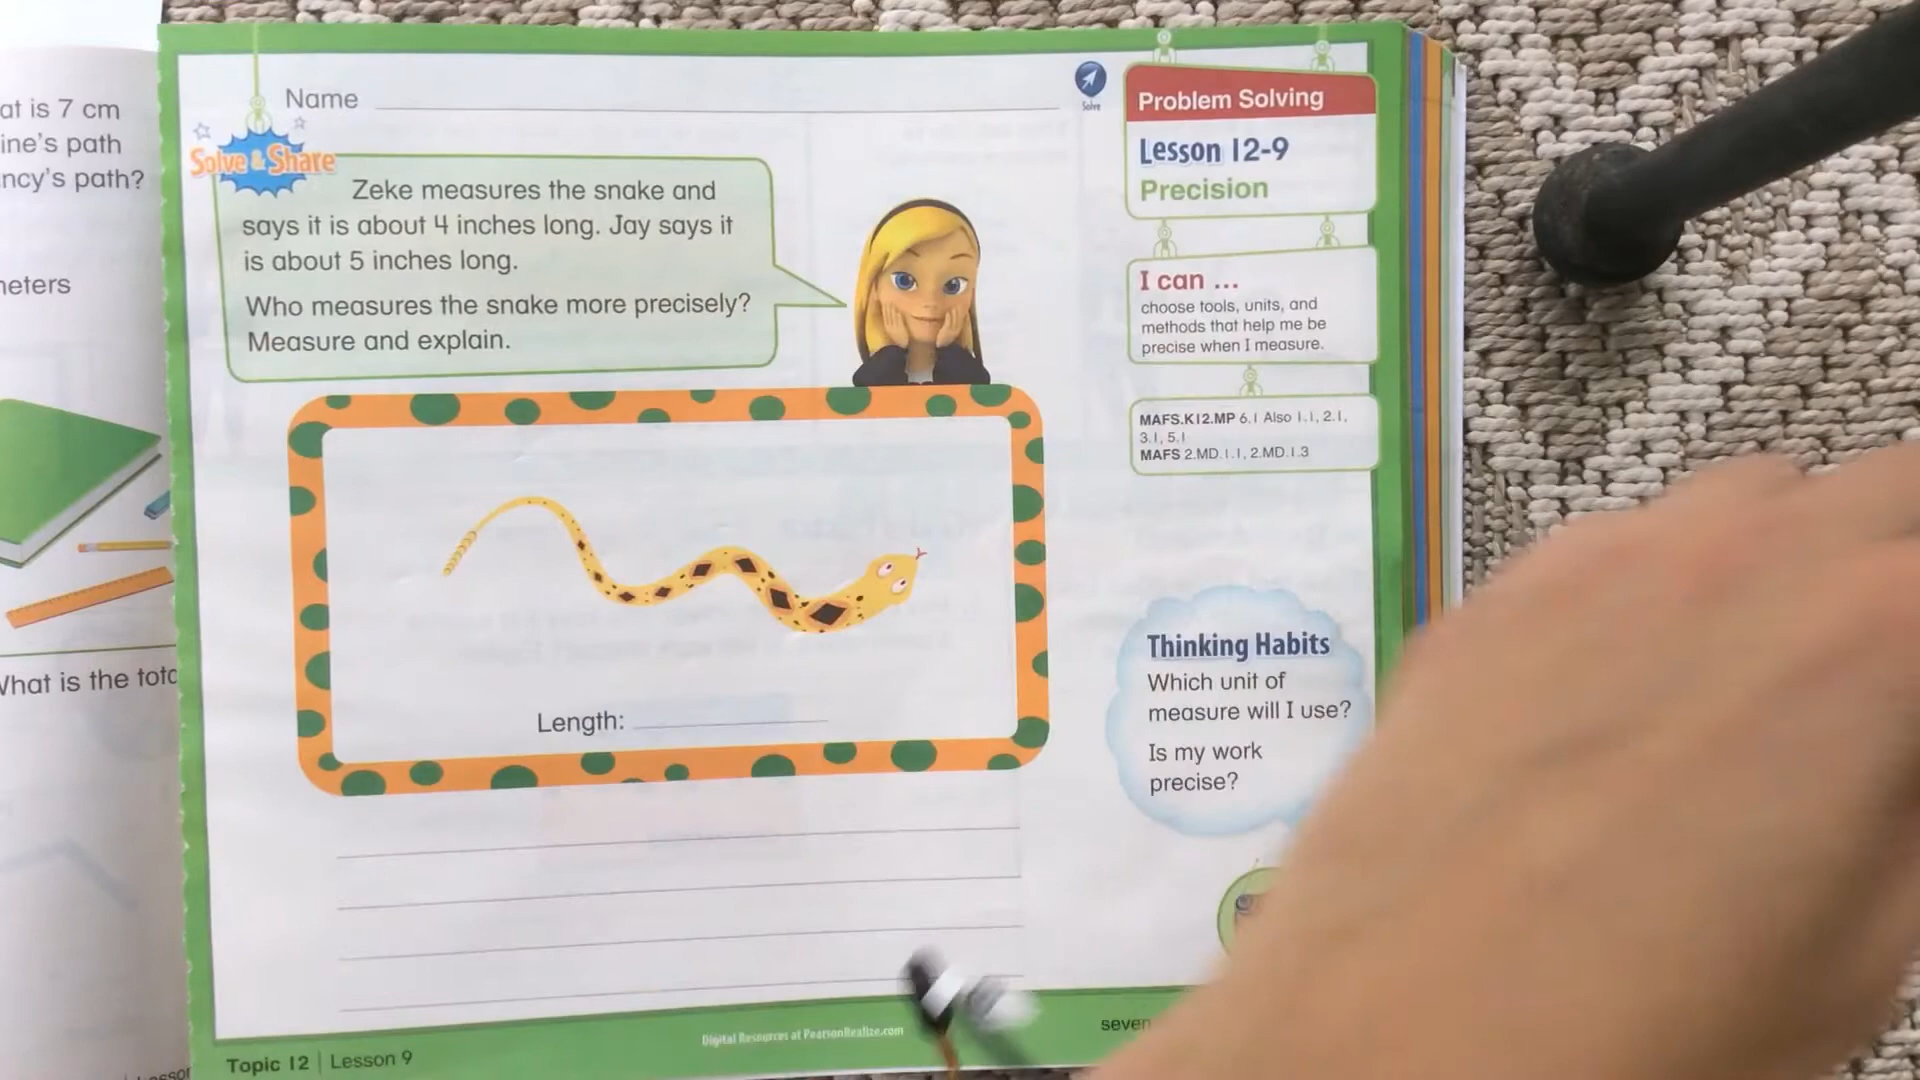 at is 7 cm
ine's path
ncy's path?
neters
What is the tota
Name
Solve
Solve & Share
Zeke measures the snake and
says it is about 4 inches long. Jay says it
is about 5 inches long.
Who measures the snake more precisely?
Measure and explain.
Length:
Problem Solving
Lesson 12-9
Precision
I can ...
choose tools, units, and
methods that help me be
precise when I measure.
MAFS.K12.MP 6.1 Also 1.1, 2.1,
3.1, 5.1
MAFS 2.MD.1.1, 2.MD.1.3
Thinking Habits
Which unit of
measure will I use?
Is my work
precise?
Topic 12 | Lesson 9
Digital Resources at PearsonRealize.com
seven